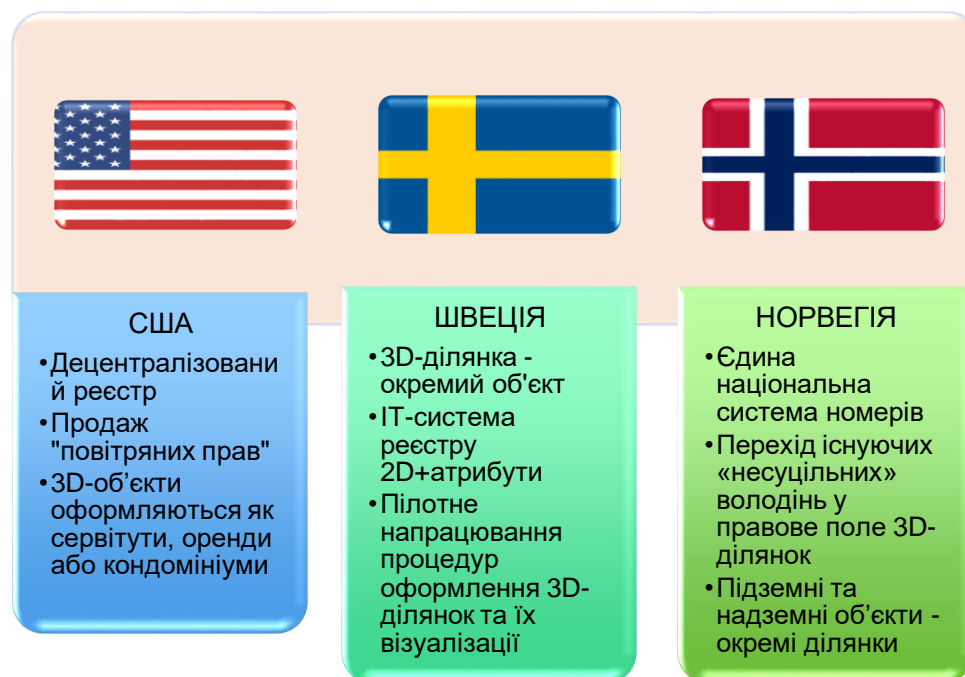 США
•Децентралізовани
й реєстр
•Продаж
"повітряних прав"
•3D-об’єкти
оформляються як
сервітути, оренди
або кондомініуми
ШВЕЦІЯ
•3D-ділянка -
окремий об'єкт
•ІТ-система
реєстру
2D+атрибути
•Пілотне
напрацювання
процедур
оформлення 3D-
ділянок та їх
візуалізації
НОРВЕГІЯ
•Єдина
національна
система номерів
•Перехід існуючих
«несуцільних»
володінь у
правове поле 3D-
ділянок
•Підземні та
надземні об’єкти -
окремі ділянки